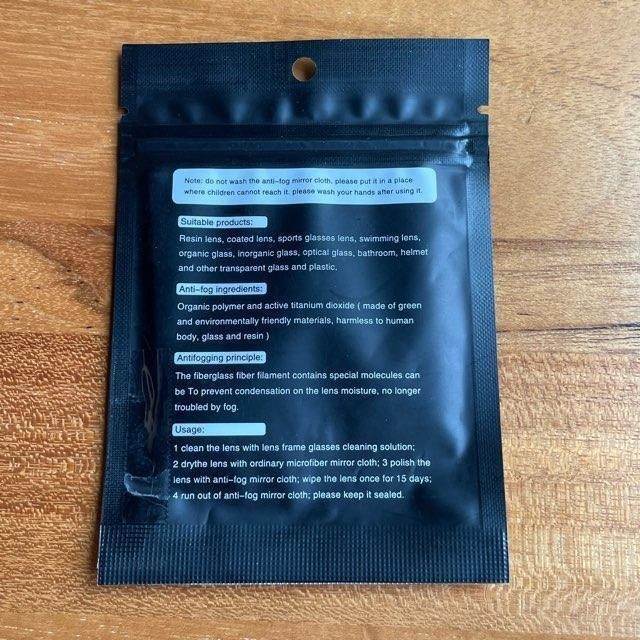 Note: do not wash the anti-fog mirror cloth, please put it in a place
where children cannot reach it. please wash your hands after using it.
Suitable products:
Resin lens, coated lens, sports glasses lens, swimming lens,
organic glass, inorganic glass, optical glass, bathroom, helmet
and other transparent glass and plastic.
Anti-fog ingredients:
Organic polymer and active titanium dioxide ( made of green
and environmentally friendly materials, harmless to human
body, glass and resin )
Antifogging principle:
The fiberglass fiber filament contains special molecules can
be To prevent condensation on the lens moisture, no longer
troubled by fog.
Usage:
1 clean the lens with lens frame glasses cleaning solution;
2 drythe lens with ordinary microfiber mirror cloth; 3 polish the
lens with anti-fog mirror cloth; wipe the lens once for 15 days;
4 run out of anti-fog mirror cloth; please keep it sealed.